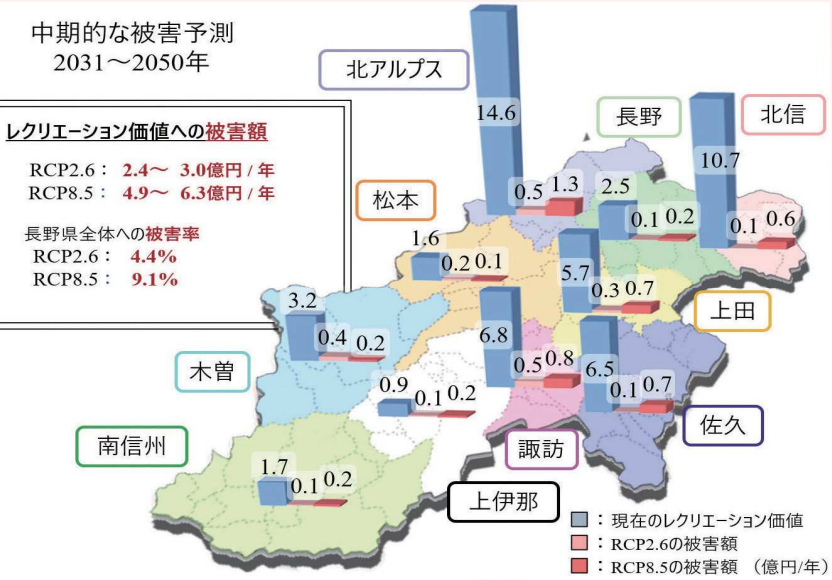 中期的な被害予測
2031～2050年
レクリエーション価値への被害額
RCP2.6： 2.4～ 3.0億円 / 年
RCP8.5： 4.9～ 6.3億円 / 年
長野県全体への被害率
RCP2.6： 4.4%
RCP8.5： 9.1%
北アルプス
14.6
0.5
1.3
長野
2.5
0.1
0.2
北信
10.7
0.1
0.6
松本
1.6
0.2
0.1
5.7
0.3
0.7
上田
3.2
0.4
0.2
木曽
6.8
0.5
0.8
諏訪
6.5
0.1
0.7
佐久
0.9
0.1
0.2
上伊那
南信州
1.7
0.1
0.2
：現在のレクリエーション価値
：RCP2.6の被害額
：RCP8.5の被害額 （億円/年）